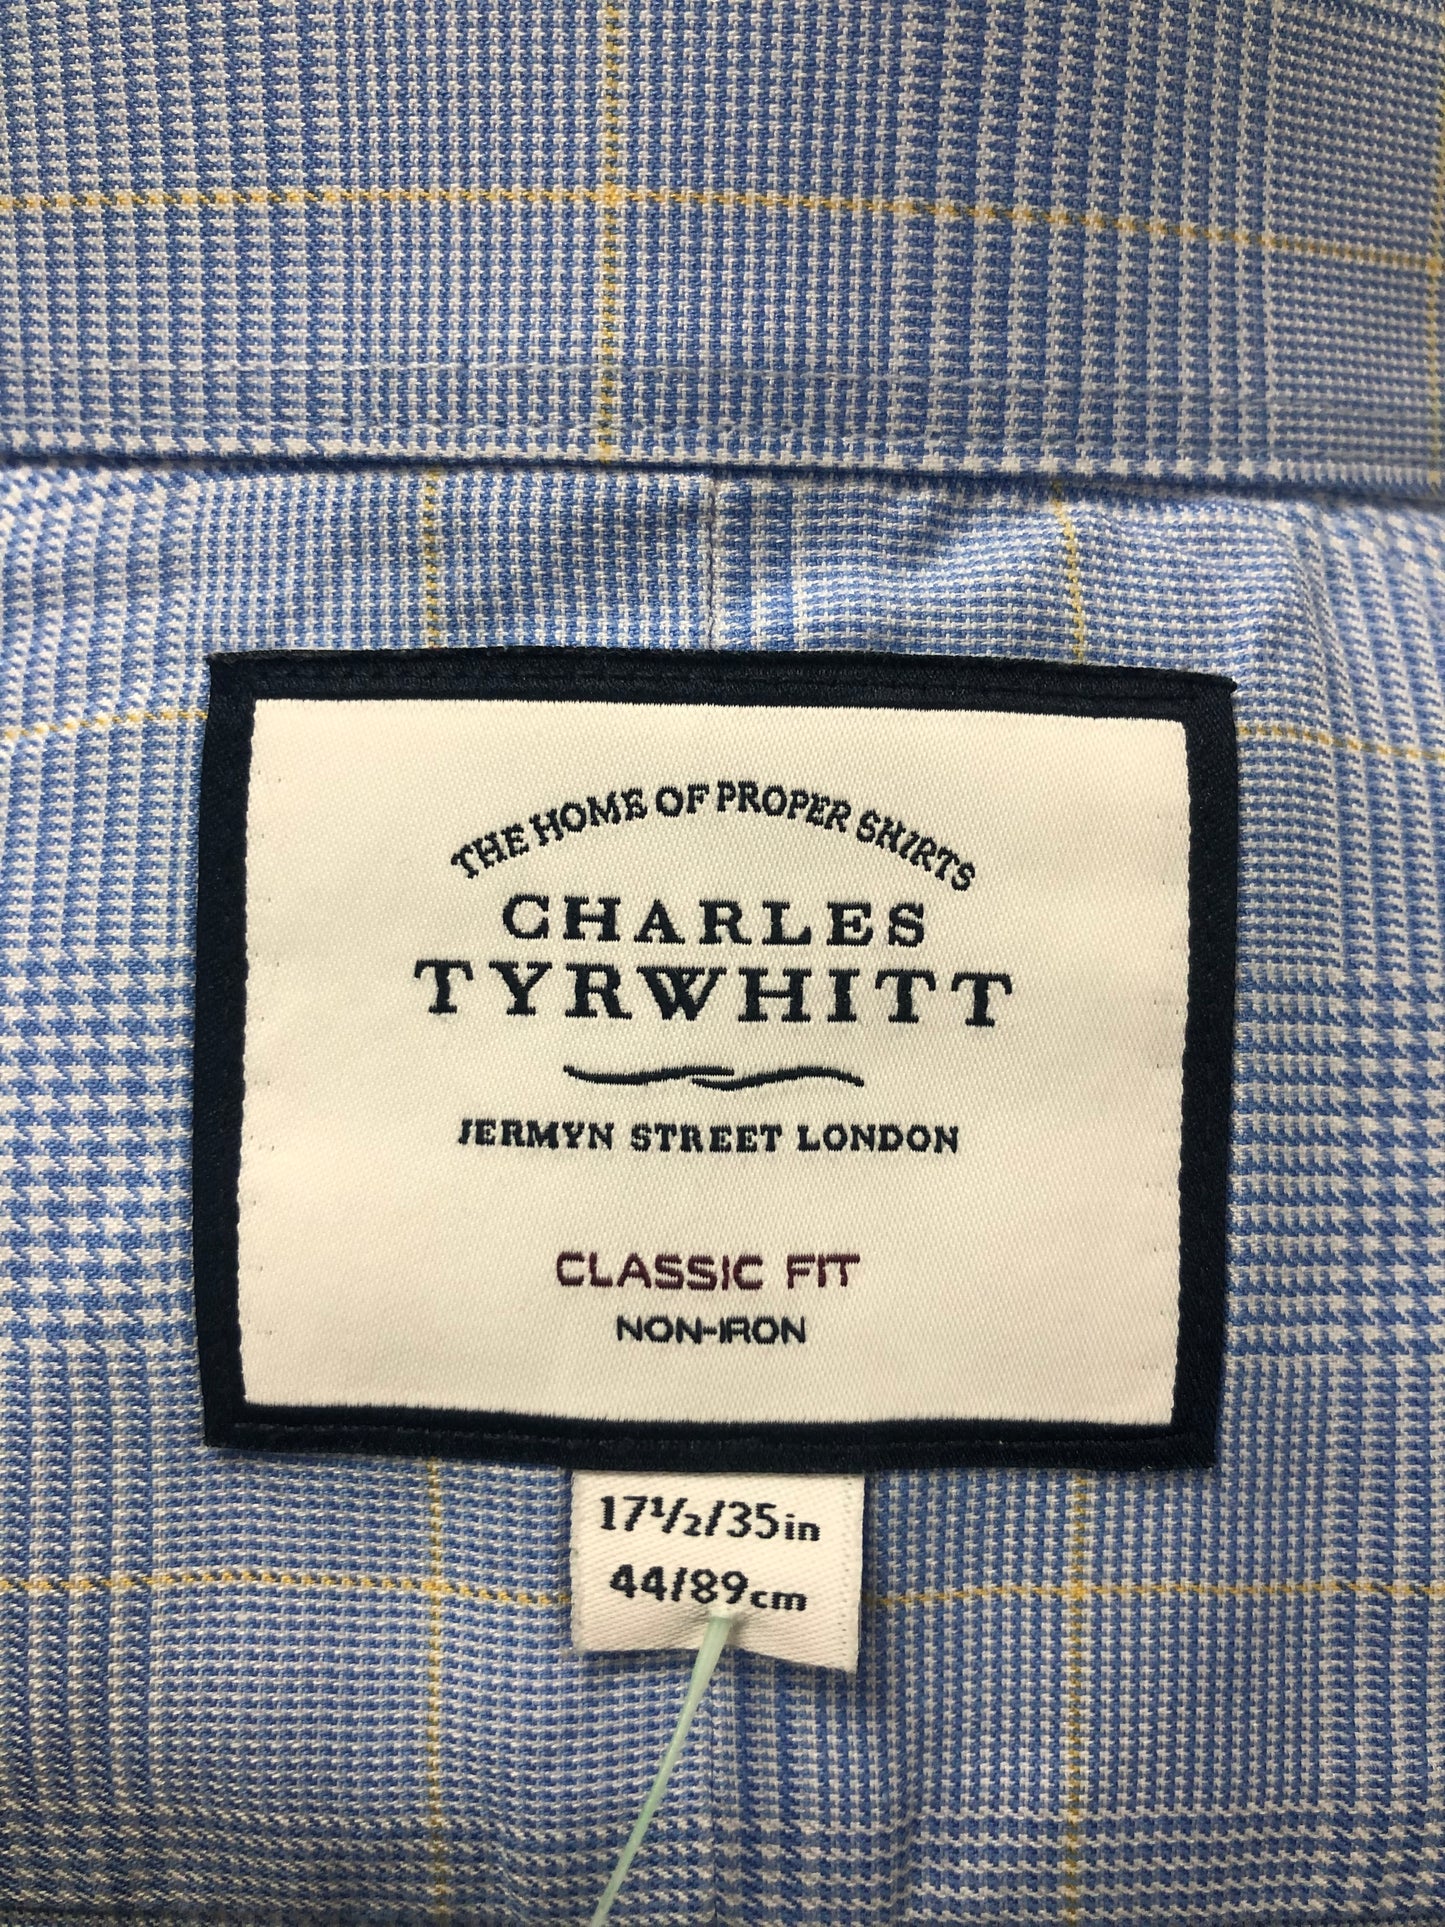 THE HOME OF PROPER SHIRTS
CHARLES
TYRWHITT
JERMYN STREET LONDON
CLASSIC FIT
NON-IRON
17½/35in
44/89cm